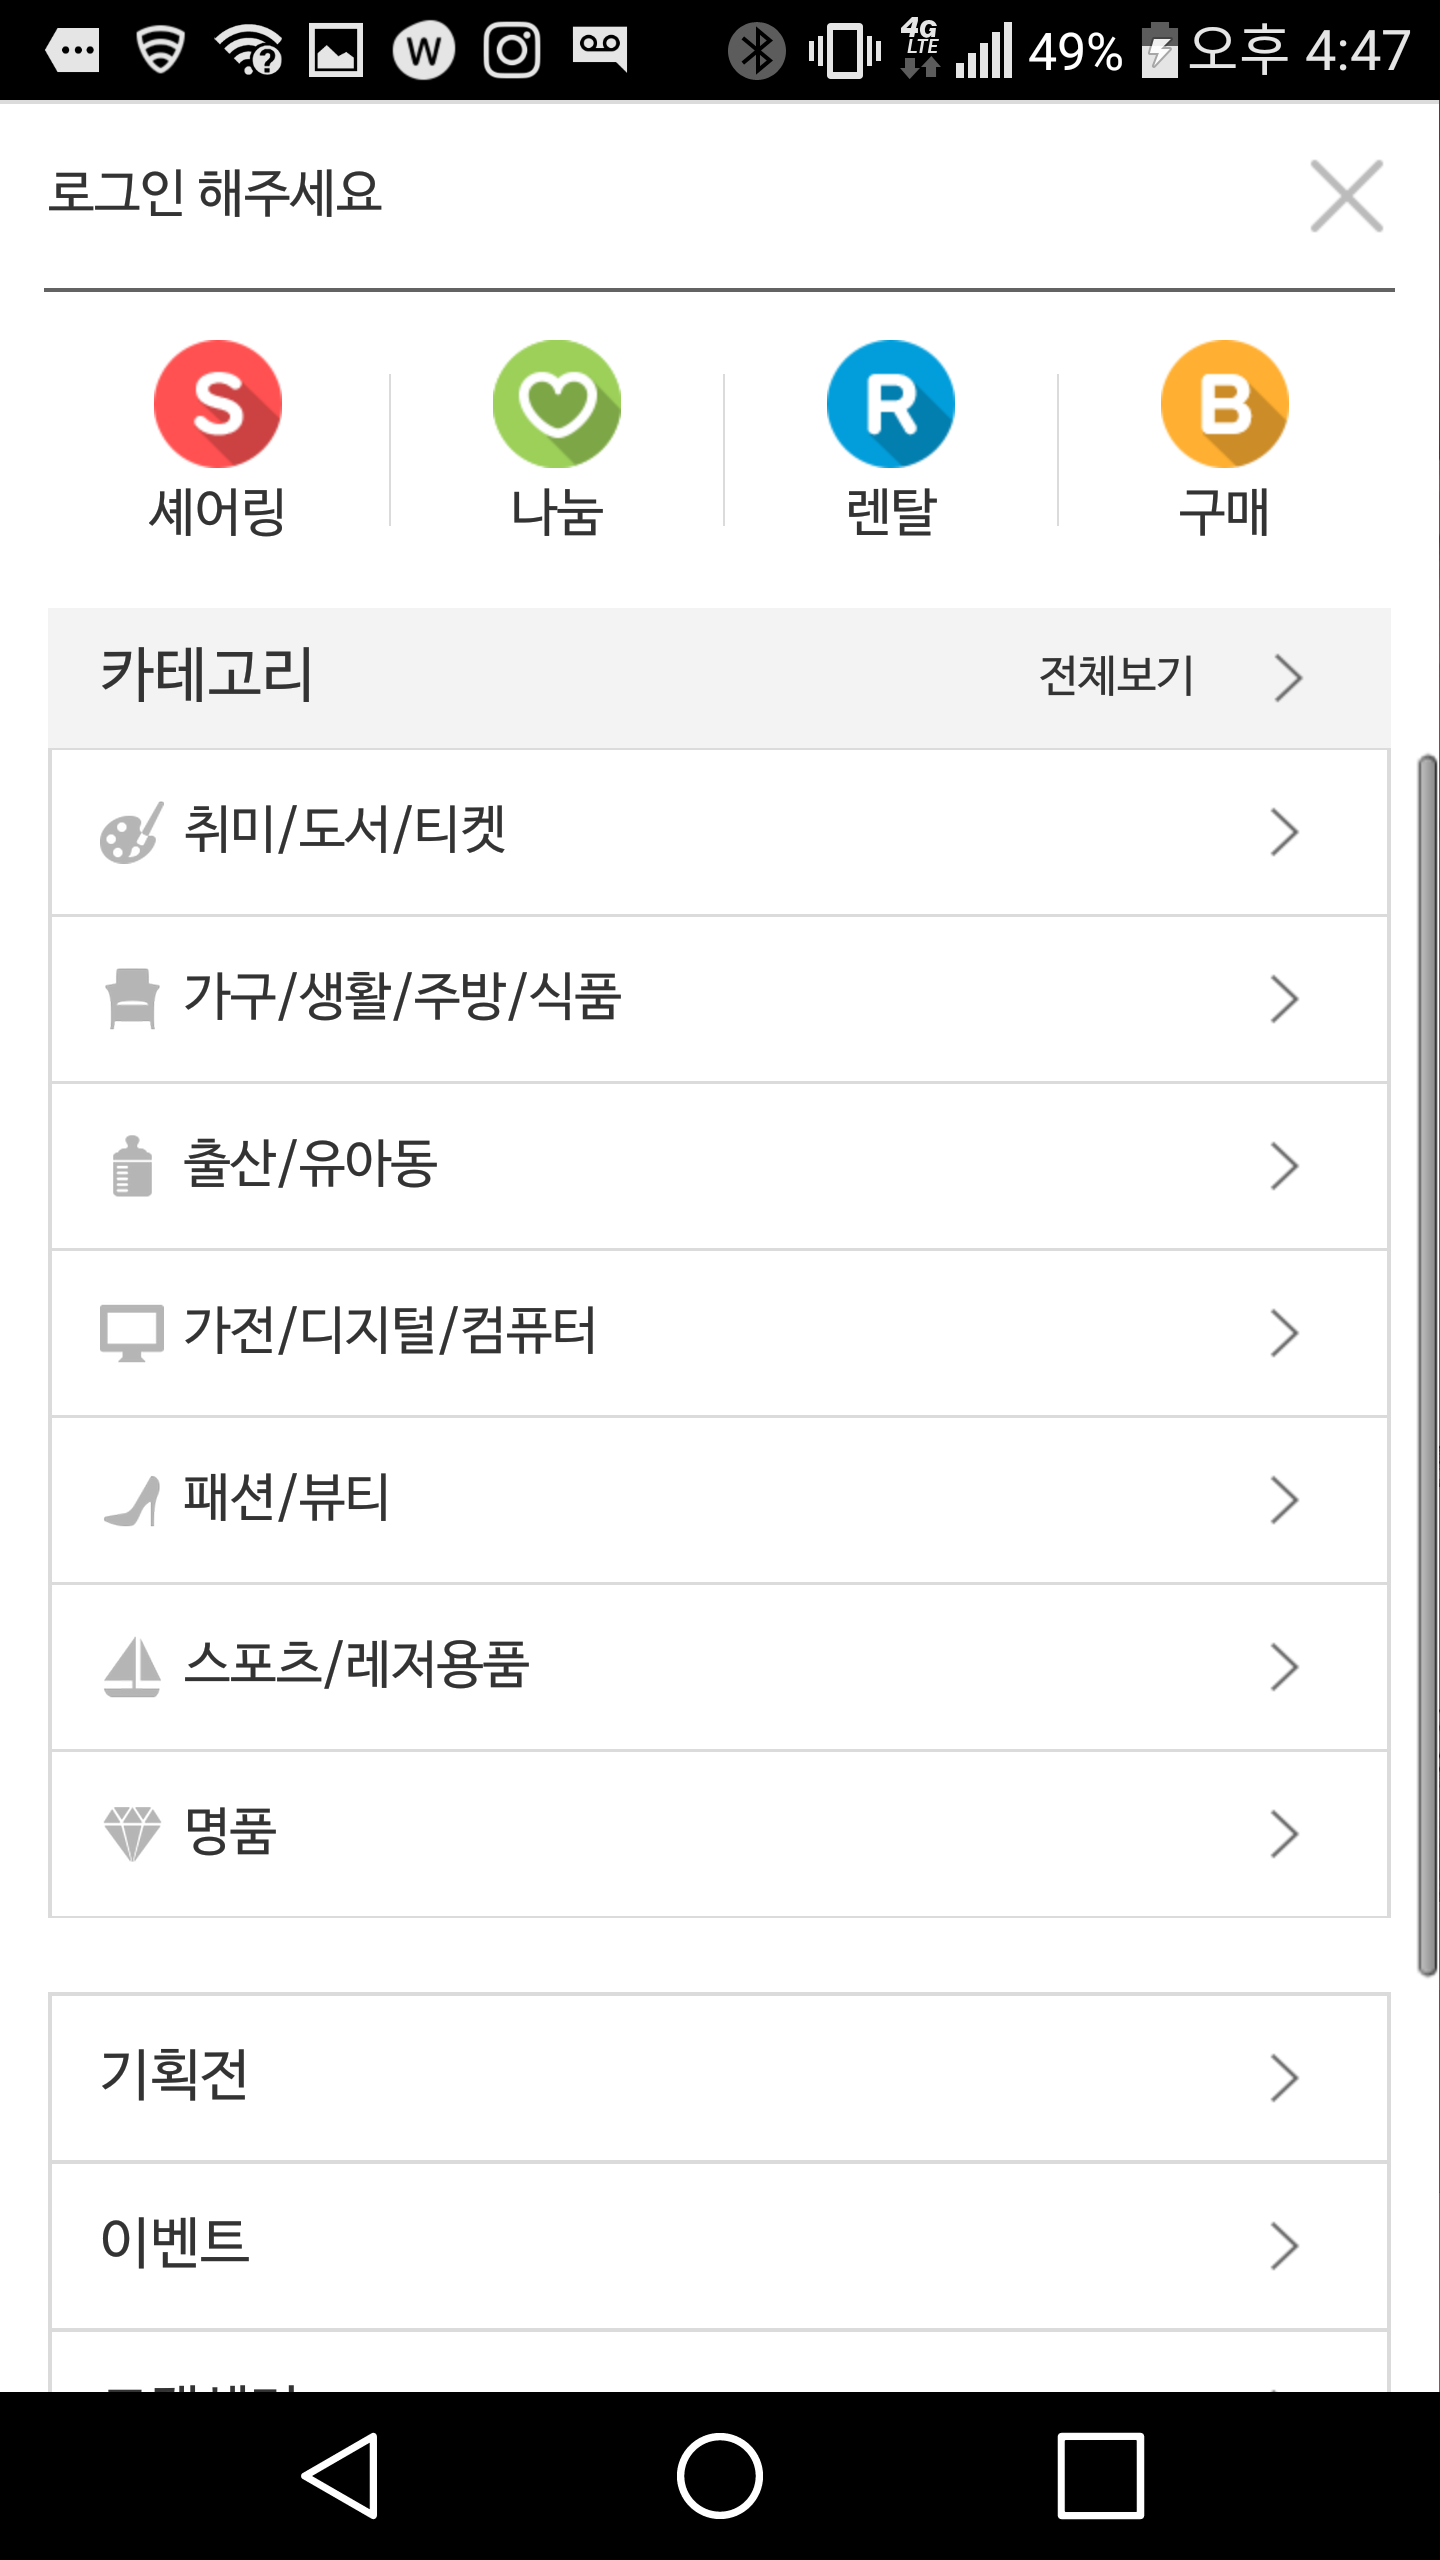 W
4G
LTE
49%
오후 4:47
로그인 해주세요
S
R
B
셰어링
나눔
렌탈
구매
카테고리
전체보기
취미/도서/티켓
가구/생활/주방/식품
출산/유아동
가전/디지털/컴퓨터
패션/뷰티
스포츠/레저용품
명품
기획전
이벤트